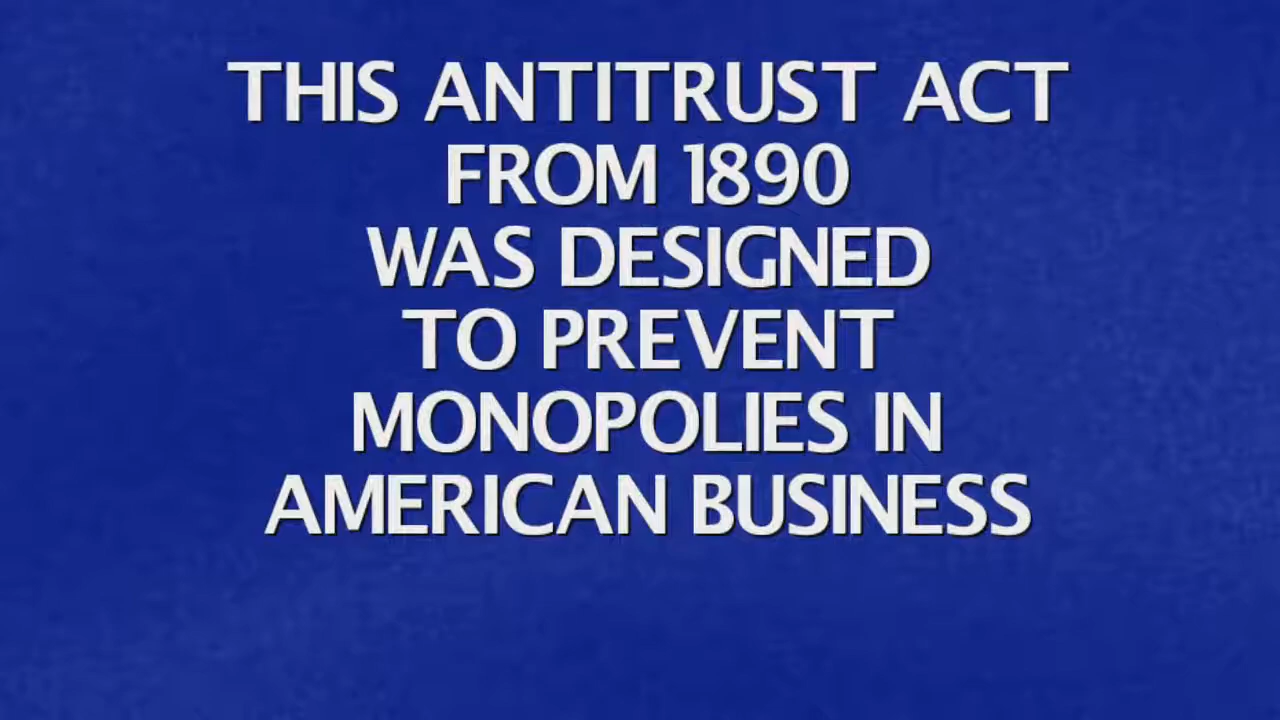 THIS ANTITRUST ACT
FROM 1890
WAS DESIGNED
TO PREVENT
MONOPOLIES IN
AMERICAN BUSINESS